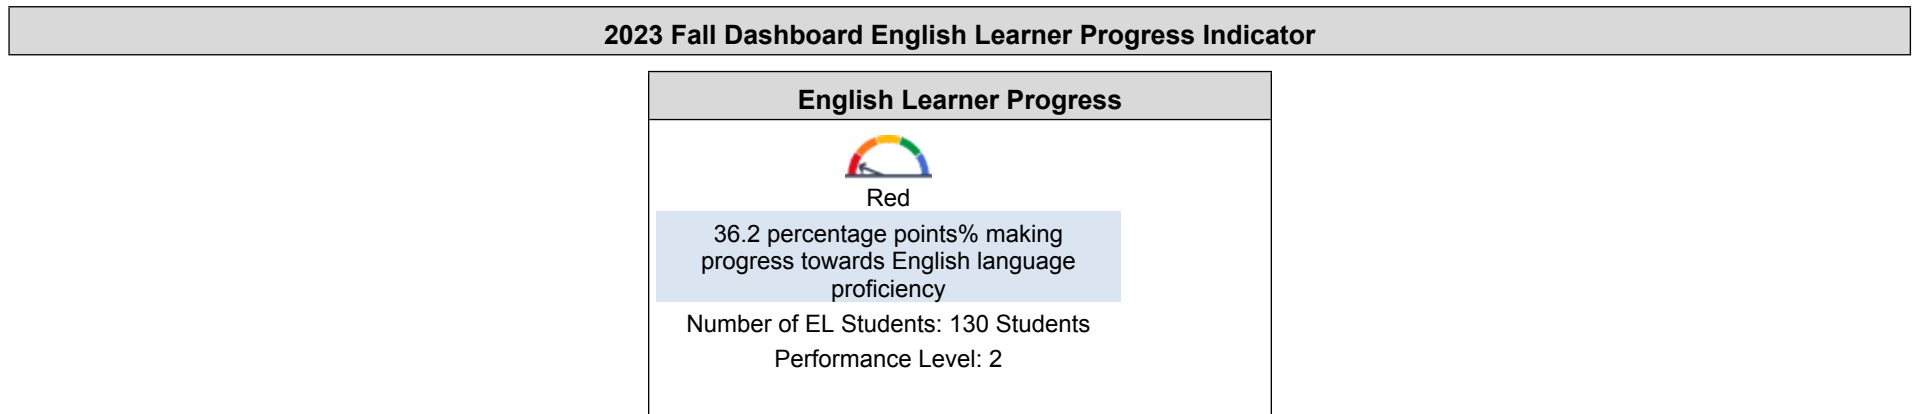 2023 Fall Dashboard English Learner Progress Indicator
English Learner Progress
Red
36.2 percentage points% making
progress towards English language
proficiency
Number of EL Students: 130 Students
Performance Level: 2